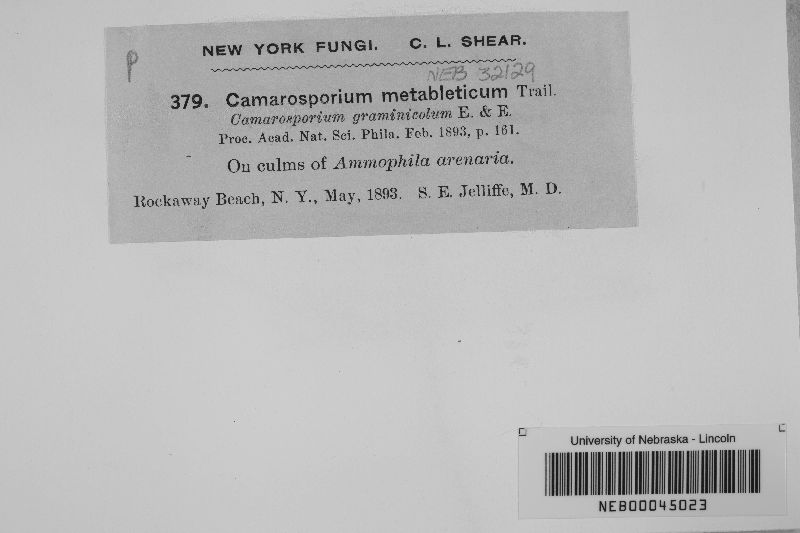 P
NEW YORK FUNGI. C. L. SHEAR.
NEB 32129
379. Camarosporium metableticum Trail.
Camarosporium graminicolum E. & E.
Proc. Acad. Nat. Sci. Phila. Feb. 1893, p. 161.
On culms of Ammophila arenaria.
Rockaway Beach, N. Y., May, 1893. S. E. Jelliffe, M. D.
University of Nebraska - Lincoln
NEB00045023